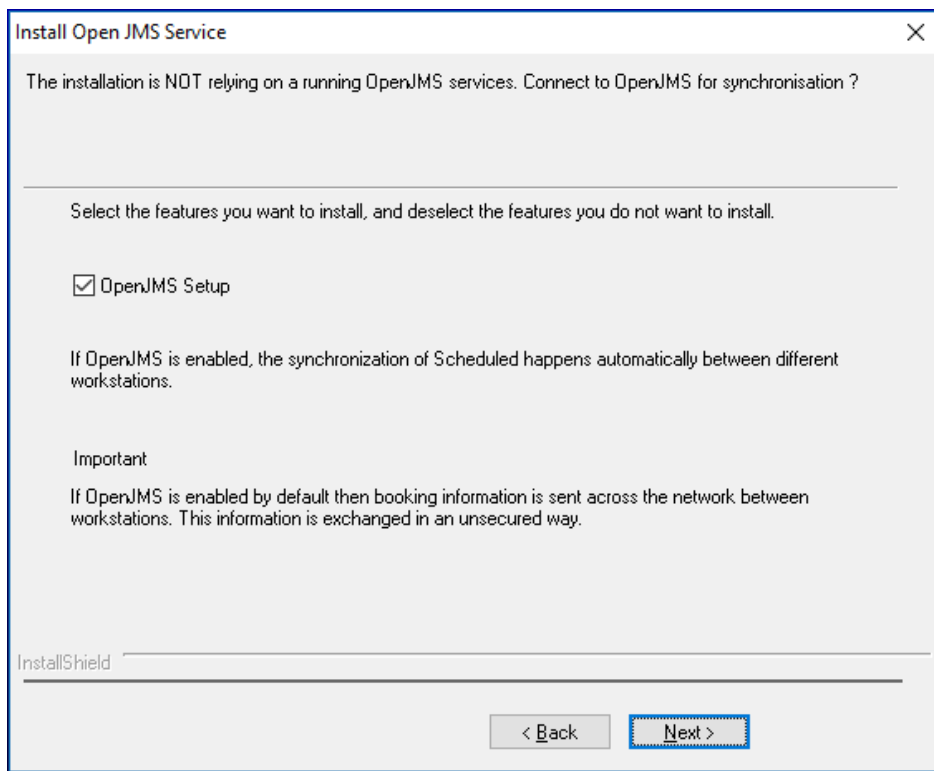 Install Open JMS Service
The installation is NOT relying on a running OpenJMS services. Connect to OpenJMS for synchronisation ?
Select the features you want to install, and deselect the features you do not want to install.
OpenJMS Setup
If OpenJMS is enabled, the synchronization of Scheduled happens automatically between different
workstations.
Important
If OpenJMS is enabled by default then booking information is sent across the network between
workstations. This information is exchanged in an unsecured way.
InstallShield
< Back
Next >